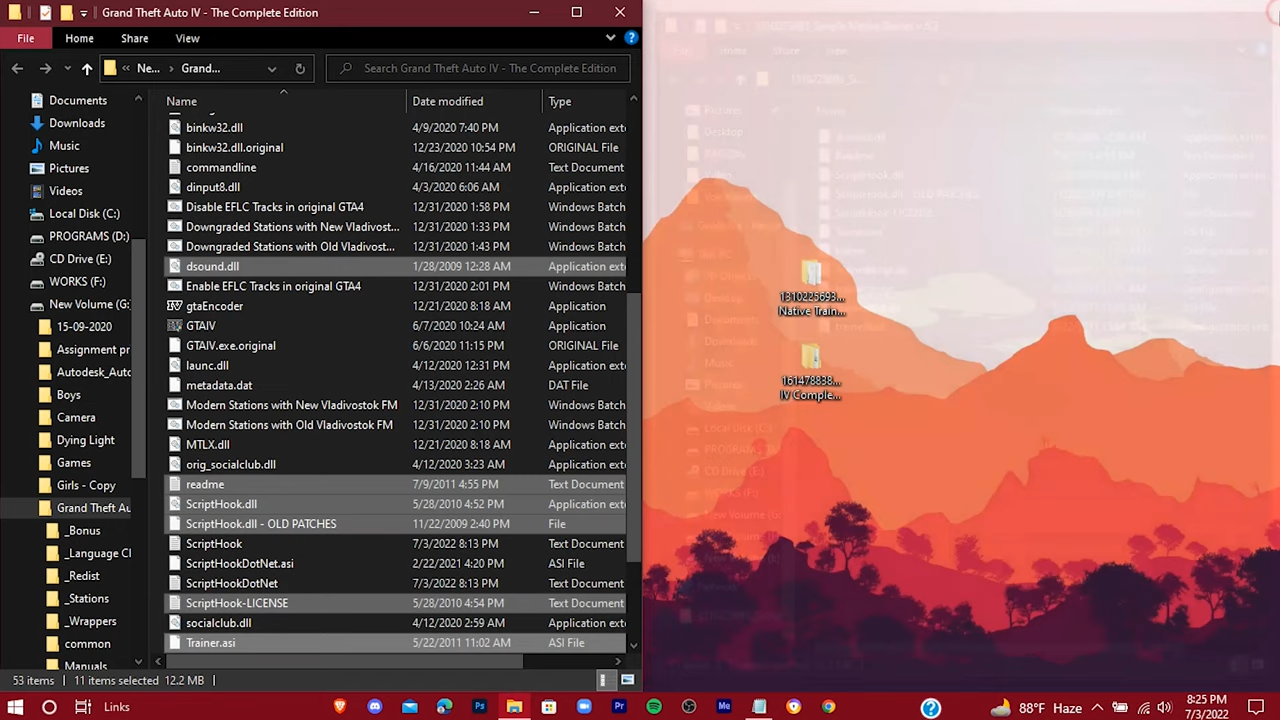 Grand Theft Auto IV - The Complete Edition
File Home Share View
« Ne... › Grand...
Search Grand Theft Auto IV - The Complete Edition
Name Date modified Type
Documents
Downloads
Music
Pictures
Videos
Local Disk (C:)
PROGRAMS (D:)
CD Drive (E:)
WORKS (F:)
New Volume (G:
15-09-2020
Assignment pr
Autodesk_Auto
Boys
Camera
Dying Light
Games
Girls - Copy
Grand Theft Au
_Bonus
_Language Cl
_Redist
_Stations
_Wrappers
common
Manuals
binkw32.dll 4/9/2020 7:40 PM Application exte
binkw32.dll.original 12/23/2020 10:54 PM ORIGINAL File
commandline 4/16/2020 11:44 AM Text Document
dinput8.dll 4/3/2020 6:66 AM Application exte
Disable EFLC Tracks in original GTA4 12/31/2020 1:58 PM Windows Batch
Downgraded Stations with New Vladivost... 12/31/2020 1:33 PM Windows Batch
Downgraded Stations with Old Vladivost... 12/31/2020 1:43 PM Windows Batch
dsound.dll 1/28/2009 12:28 AM Application exte
Enable EFLC Tracks in original GTA4 12/31/2020 2:01 PM Windows Batch
gtaEncoder 12/21/2020 8:18 AM Application
GTAIV 6/7/2020 10:24 AM Application
GTAIV.exe.original 6/6/2020 11:15 PM ORIGINAL File
launc.dll 4/12/2020 12:31 PM Application exte
metadata.dat 4/13/2020 2:26 AM DAT File
Modern Stations with New Vladivostok FM 12/31/2020 2:10 PM Windows Batch
Modern Stations with Old Vladivostok FM 12/31/2020 2:10 PM Windows Batch
MTLX.dll 12/21/2020 8:18 AM Application exte
orig_socialclub.dll 4/12/2020 3:23 AM Application exte
readme 7/9/2011 4:55 PM Text Document
ScriptHook.dll 5/28/2010 4:52 PM Application exte
ScriptHook.dll - OLD PATCHES 11/22/2009 2:40 PM File
ScriptHook 7/3/2022 8:13 PM Text Document
ScriptHookDotNet.asi 2/22/2021 4:20 PM ASI File
ScriptHookDotNet 7/3/2022 8:13 PM Text Document
ScriptHook-LICENSE 5/28/2010 4:54 PM Text Document
socialclub.dll 4/12/2020 2:59 AM Application exte
Trainer.asi 5/22/2011 11:02 AM ASI File
53 items 11 items selected 12.2 MB
1310225693...
Native Train...
161478838...
IV Comple...
Links
88°F Haze
8:25 PM
7/3/2022